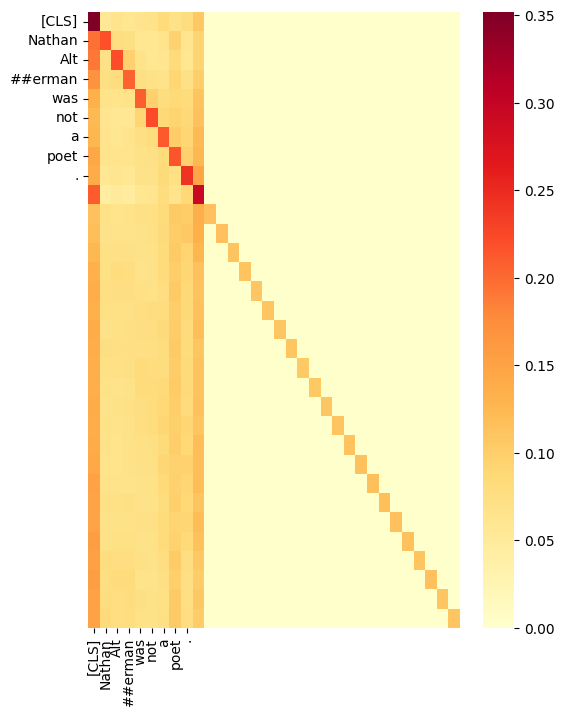 [CLS]
Nathan
Alt
##erman
was
not
a
poet
.
[CLS]
Nathan
Alt
##erman
was
not
a
poet
.
0.35
0.30
0.25
0.20
0.15
0.10
0.05
0.00